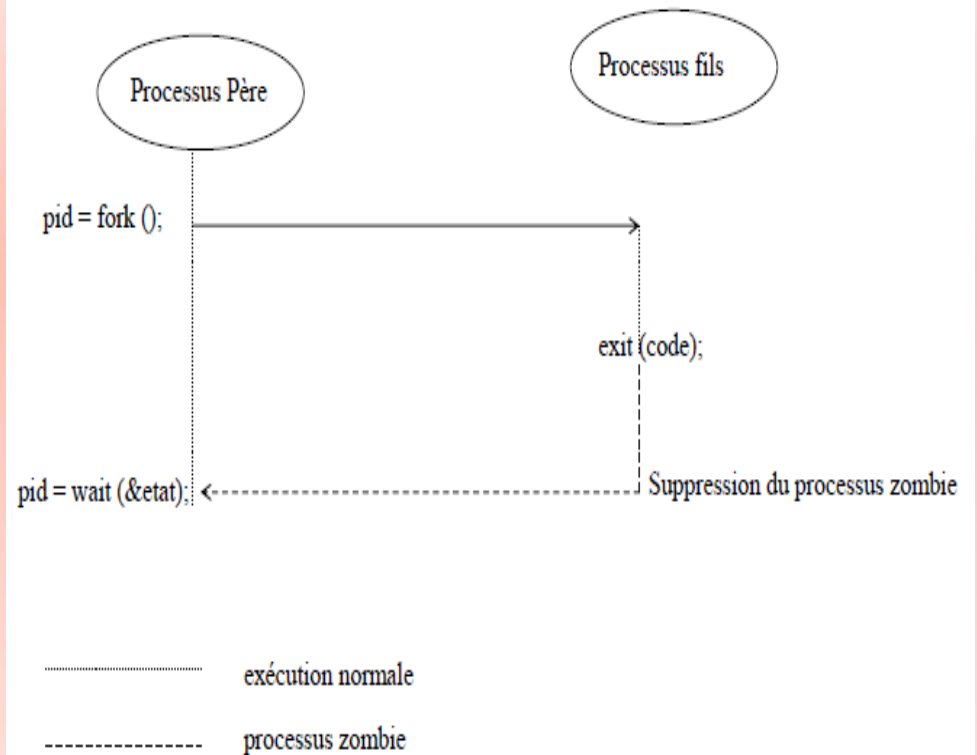 Processus Père
Processus fils
pid = fork ();
exit (code);
pid = wait (&etat);
Suppression du processus zombie
exécution normale
processus zombie